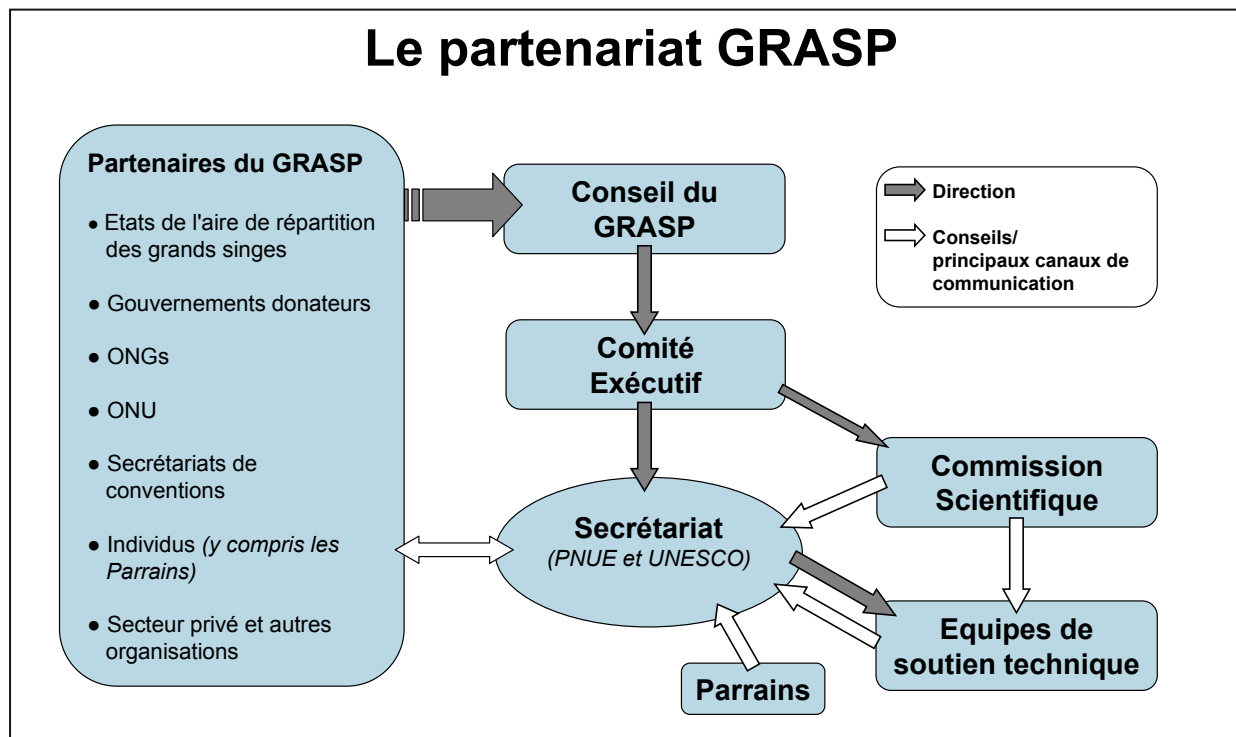 Le partenariat GRASP
Partenaires du GRASP
● Etats de l'aire de répartition
des grands singes
● Gouvernements donateurs
● ONGs
● ONU
● Secrétariats de
conventions
● Individus (y compris les
Parrains)
● Secteur privé et autres
organisations
Conseil du
GRASP
Comité
Exécutif
Secrétariat
(PNUE et UNESCO)
Parrains
Direction
Conseils/
principaux canaux de
communication
Commission
Scientifique
Equipes de
soutien technique